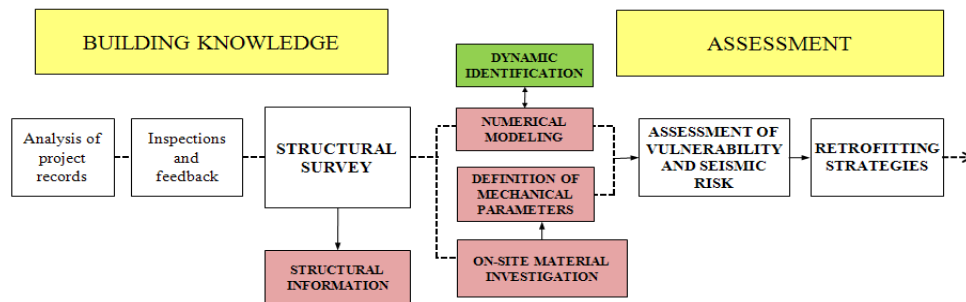 BUILDING KNOWLEDGE
ASSESSMENT
DYNAMIC
IDENTIFICATION
Analysis of
project
records
Inspections
and
feedback
STRUCTURAL
SURVEY
NUMERICAL
MODELING
DEFINITION OF
MECHANICAL
PARAMETERS
ASSESSMENT OF
VULNERABILITY
AND SEISMIC
RISK
RETROFITTING
STRATEGIES
STRUCTURAL
INFORMATION
ON-SITE MATERIAL
INVESTIGATION